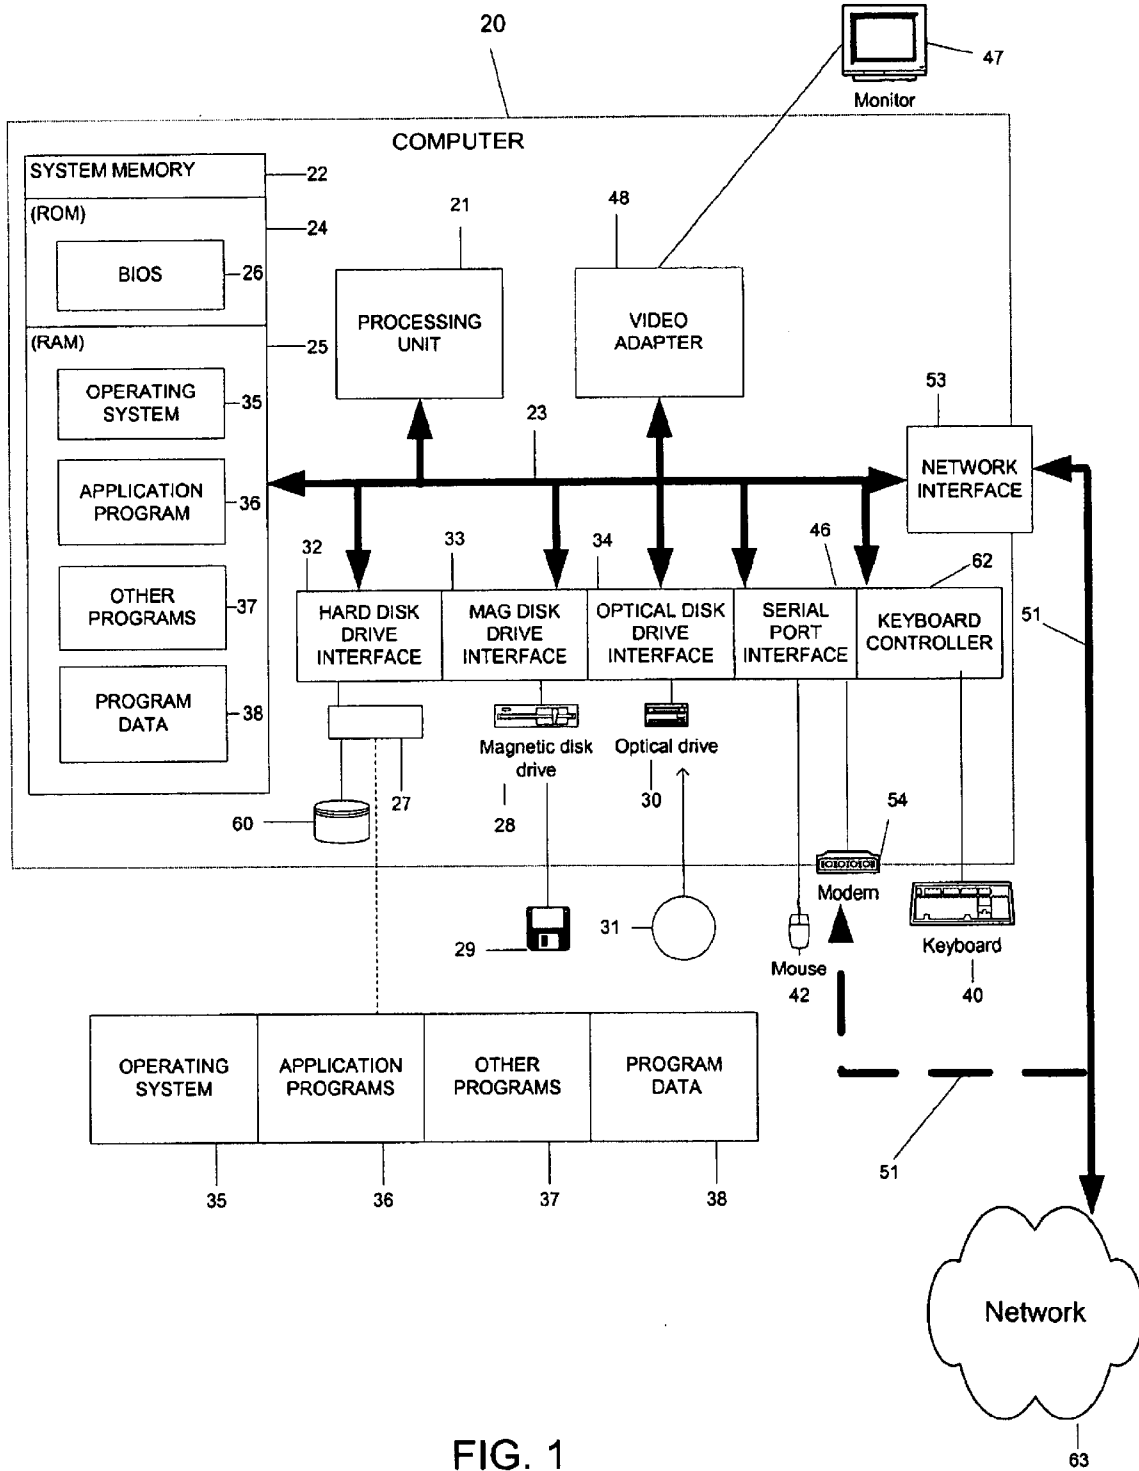 20
47
Monitor
COMPUTER
SYSTEM MEMORY
22
(ROM)
24
BIOS
26
(RAM)
25
OPERATING
SYSTEM
35
APPLICATION
PROGRAM
36
OTHER
PROGRAMS
37
PROGRAM
DATA
38
21
PROCESSING
UNIT
48
VIDEO
ADAPTER
23
53
NETWORK
INTERFACE
32
33
34
46
62
HARD DISK
DRIVE
INTERFACE
MAG DISK
DRIVE
INTERFACE
OPTICAL DISK
DRIVE
INTERFACE
SERIAL
PORT
INTERFACE
KEYBOARD
CONTROLLER
51
27
60
Magnetic disk
drive
28
Optical drive
30
54
Modem
29
31
Mouse
42
Keyboard
40
OPERATING
SYSTEM
APPLICATION
PROGRAMS
OTHER
PROGRAMS
PROGRAM
DATA
35
36
37
38
51
Network
63
FIG. 1